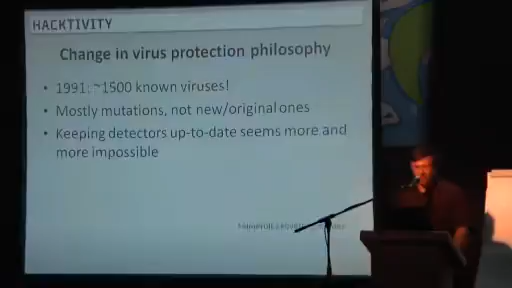 HACKTIVITY
Change in virus protection philosophy
• 1991: ~1500 known viruses!
• Mostly mutations, not new/original ones
• Keeping detectors up-to-date seems more and
more impossible